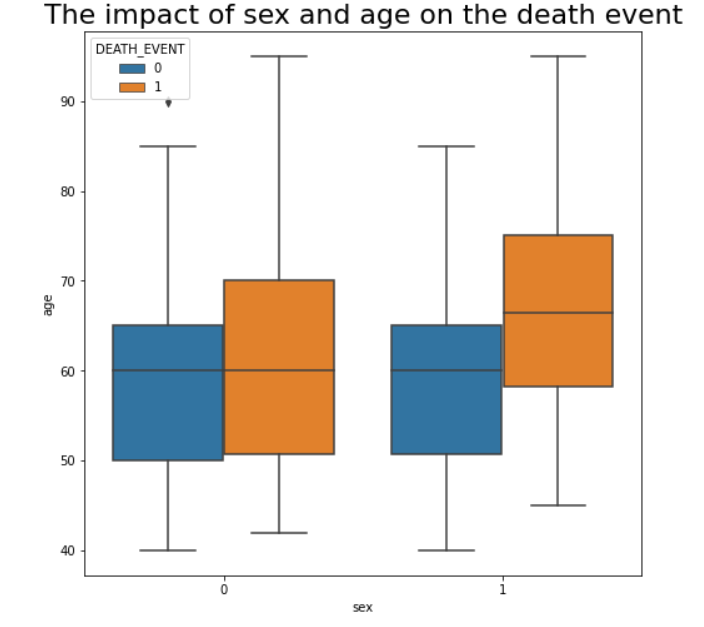 The impact of sex and age on the death event
DEATH_EVENT
0
1
90
80
70
60
50
40
age
0 1
sex